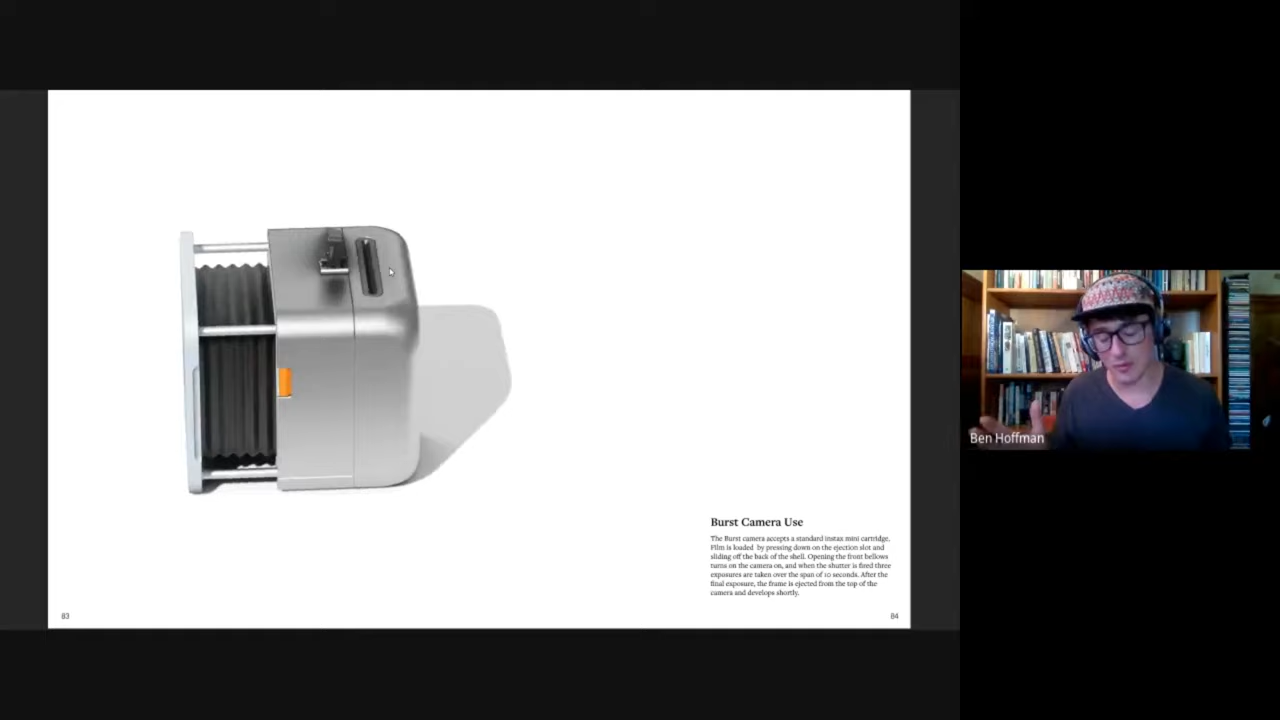 Burst Camera Use
The Burst camera accepts a standard instax mini cartridge.
Film is loaded by pressing down on the ejection slot and
sliding off the back of the shell. Opening the front bellows
turns on the camera on, and when the shutter is fired three
exposures are taken over the span of 10 seconds. After the
final exposure, the frame is ejected from the top of the
camera and develops shortly.
83
84
Ben Hoffman